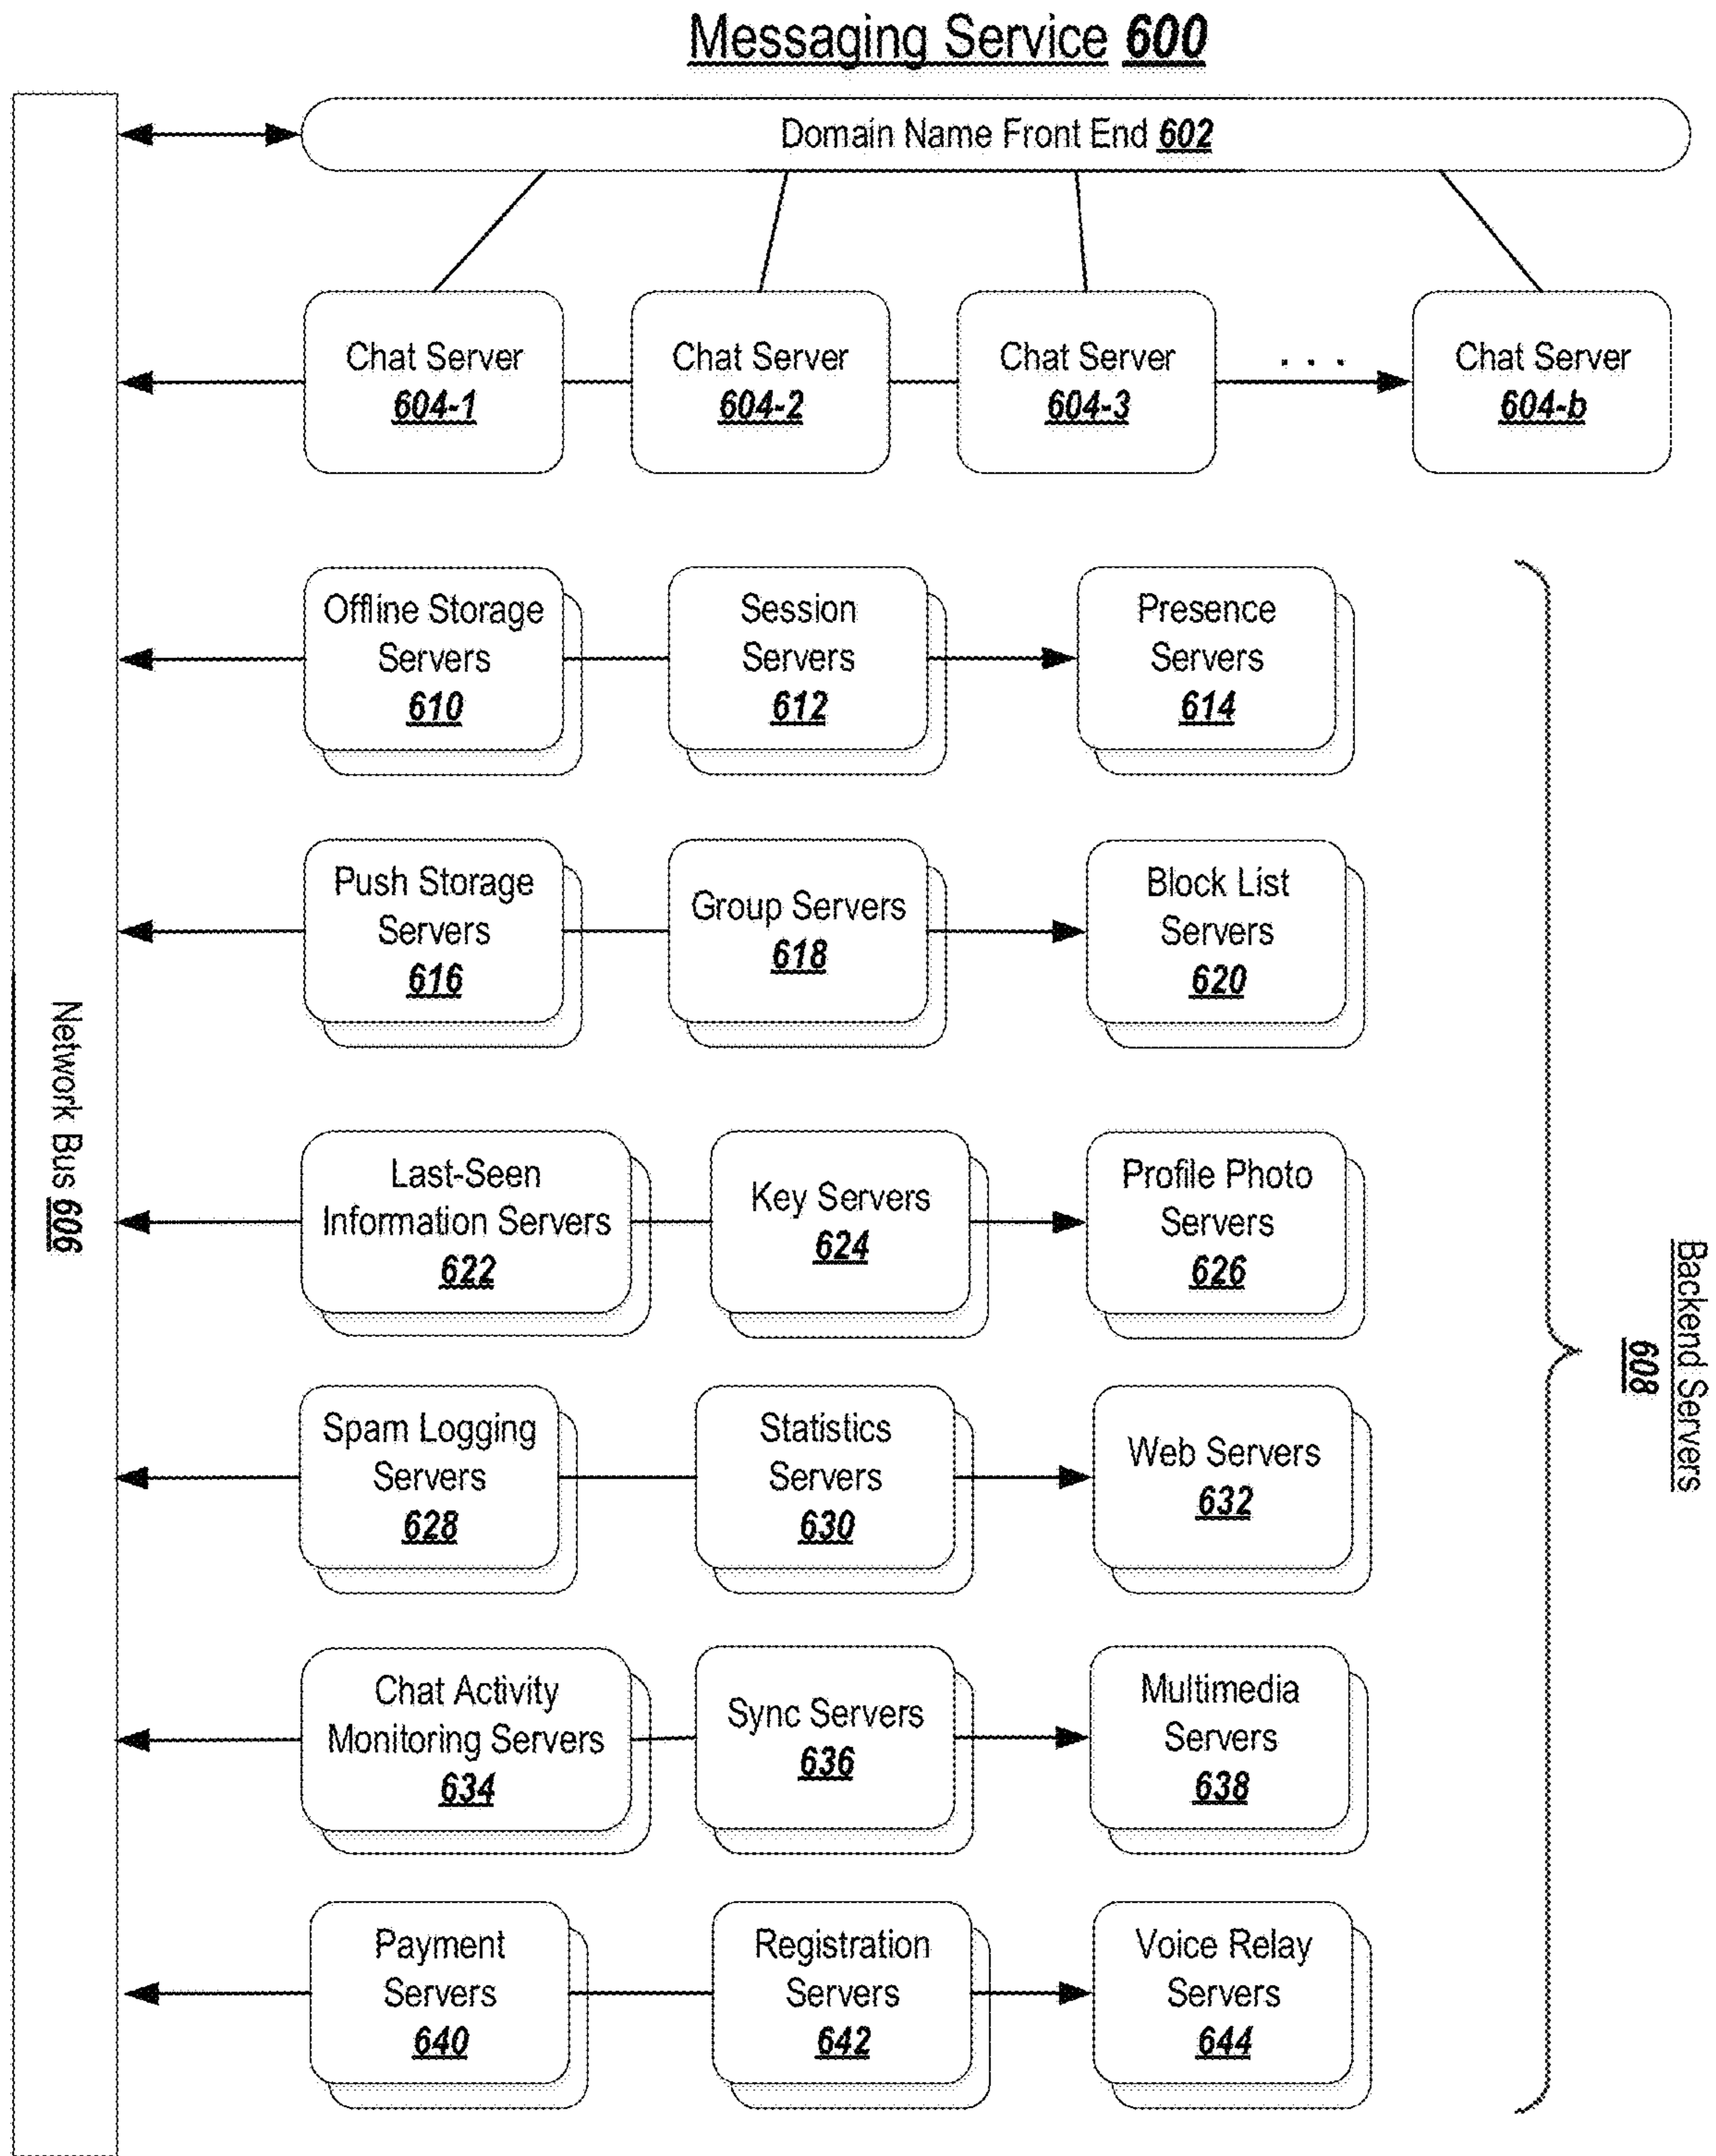 Messaging Service 600
Domain Name Front End 602
Chat Server
604-1
Chat Server
604-2
Chat Server
604-3
. . .
Chat Server
604-b
Offline Storage
Servers
610
Session
Servers
612
Presence
Servers
614
Push Storage
Servers
616
Group Servers
618
Block List
Servers
620
Network Bus 606
Last-Seen
Information Servers
622
Key Servers
624
Profile Photo
Servers
626
Backend Servers
608
Spam Logging
Servers
628
Statistics
Servers
630
Web Servers
632
Chat Activity
Monitoring Servers
634
Sync Servers
636
Multimedia
Servers
638
Payment
Servers
640
Registration
Servers
642
Voice Relay
Servers
644